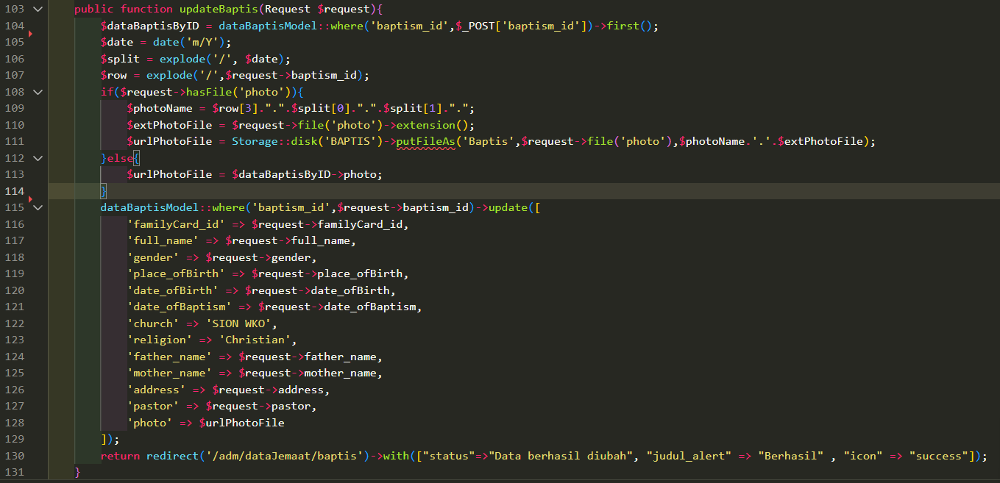 103 public function updateBaptis(Request $request){
104 $dataBaptisByID = dataBaptisModel::where('baptism_id',$_POST['baptism_id'])->first();
105 $date = date('m/Y');
106 $split = explode('/', $date);
107 $row = explode('/',$request->baptism_id);
108 if($request->hasFile('photo')){
109 $photoName = $row[3].".".$split[0].".".$split[1].".";
110 $extPhotoFile = $request->file('photo')->extension();
111 $urlPhotoFile = Storage::disk('BAPTIS')->putFileAs('Baptis',$request->file('photo'),$photoName.'.'.$extPhotoFile);
112 }else{
113 $urlPhotoFile = $dataBaptisByID->photo;
114 }
115 dataBaptisModel::where('baptism_id',$request->baptism_id)->update([
116 'familyCard_id' => $request->familyCard_id,
117 'full_name' => $request->full_name,
118 'gender' => $request->gender,
119 'place_ofBirth' => $request->place_ofBirth,
120 'date_ofBirth' => $request->date_ofBirth,
121 'date_ofBaptism' => $request->date_ofBaptism,
122 'church' => 'SION WKO',
123 'religion' => 'Christian',
124 'father_name' => $request->father_name,
125 'mother_name' => $request->mother_name,
126 'address' => $request->address,
127 'pastor' => $request->pastor,
128 'photo' => $urlPhotoFile
129 ]);
130 return redirect('/adm/dataJemaat/baptis')->with(["status"=>"Data berhasil diubah", "judul_alert" => "Berhasil" , "icon" => "success"]);
131 }